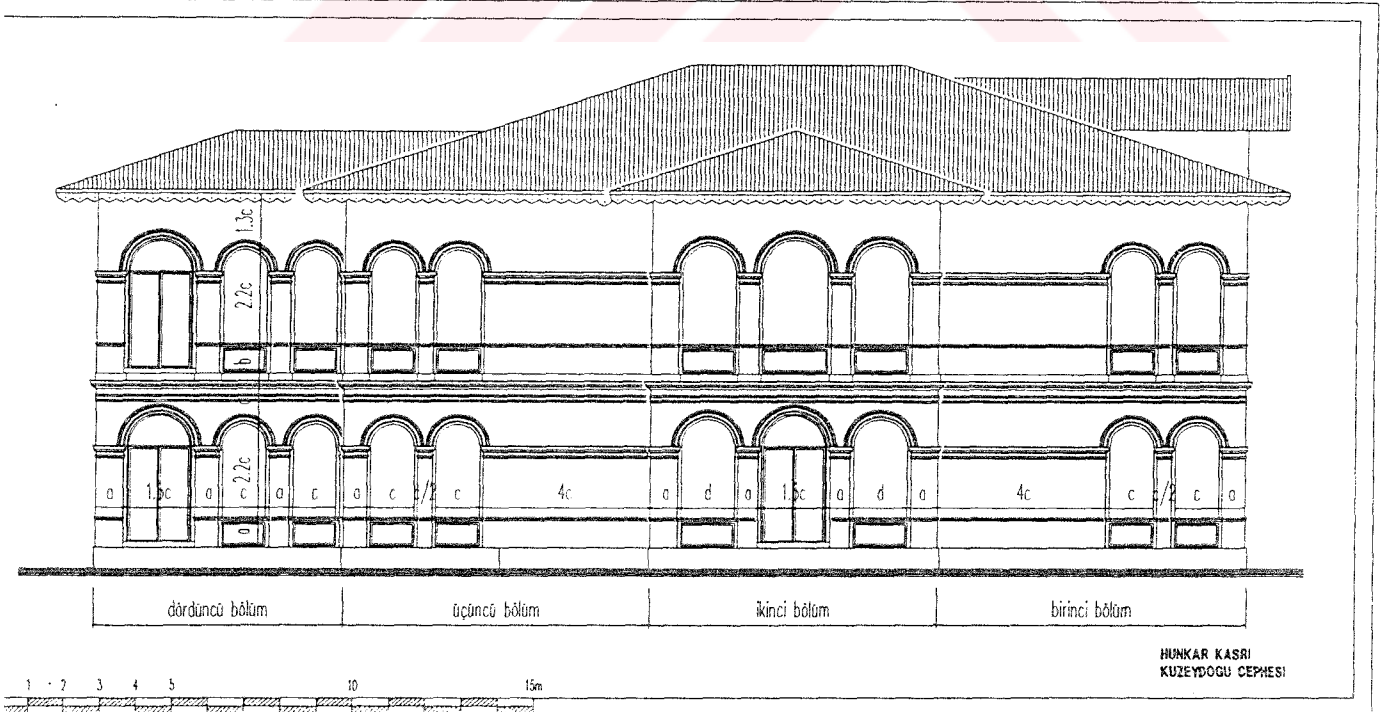 1.3c
2.2c
b
c
2.2c
a 1.5c a c a c a c c/2 c 4c a d a 1.5c a d a 4c c c/2 c a
a
dördüncü bölüm üçüncü bölüm ikinci bölüm birinci bölüm
HUNKAR KASRI
KUZEYDOGU CEPHESI
1 2 3 4 5 10 15m